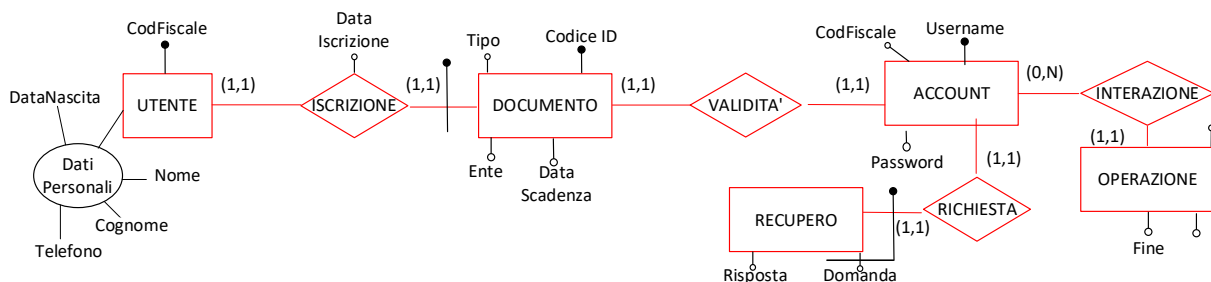 Data
Iscrizione
CodFiscale
Tipo
Codice ID
CodFiscale
Username
DataNascita
UTENTE
(1,1)
ISCRIZIONE
(1,1)
DOCUMENTO
(1,1)
VALIDITA'
(1,1)
ACCOUNT
(0,N)
INTERAZIONE
Dati
Personali
Nome
Cognome
Telefono
Ente
Data
Scadenza
Password
(1,1)
(1,1)
OPERAZIONE
RECUPERO
(1,1)
RICHIESTA
Fine
Risposta
Domanda